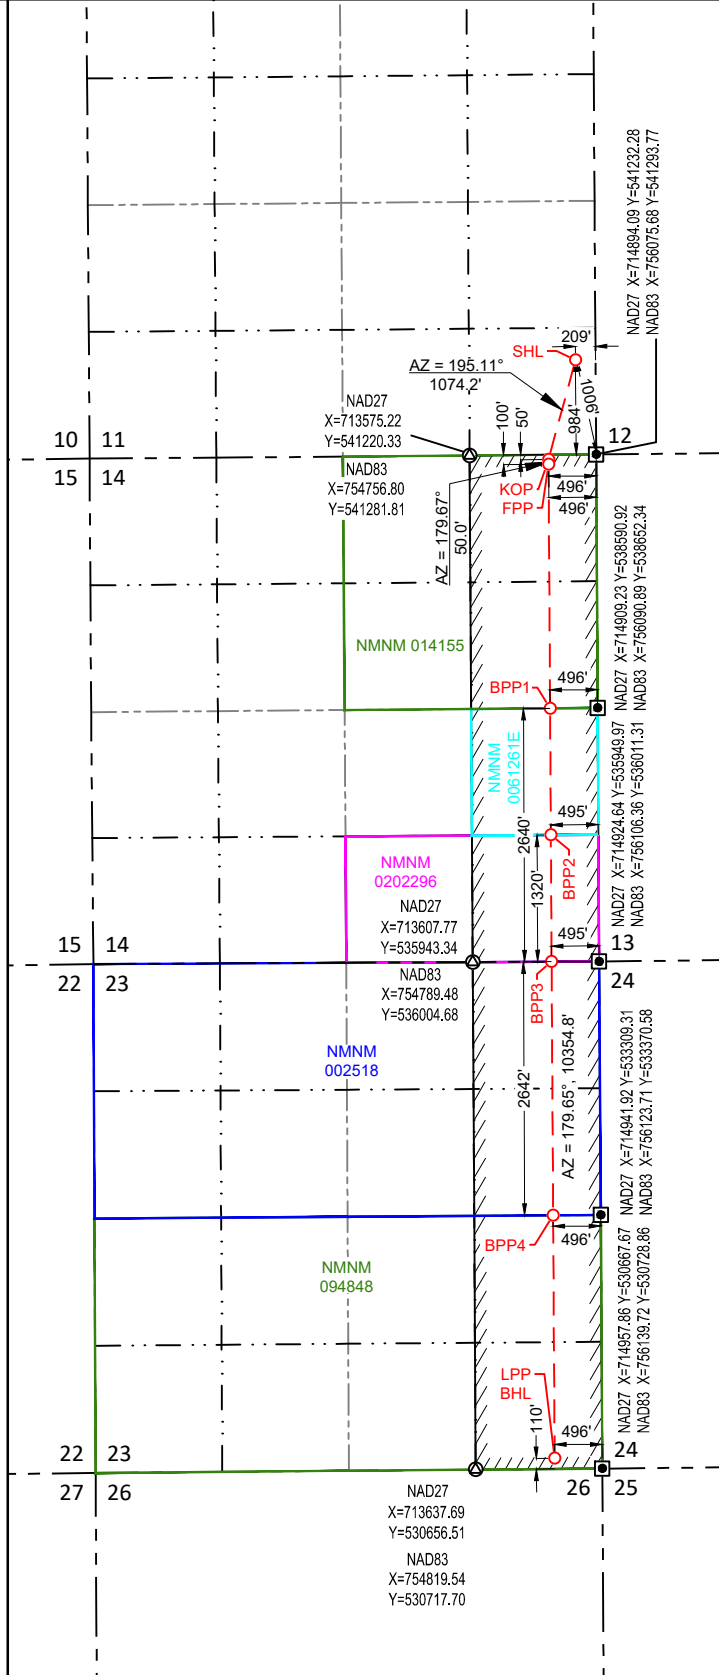 NAD27 X=714894.09 Y=541232.28
NAD83 X=756075.68 Y=541293.77
209'
SHL
AZ = 195.11°
1074.2'
1006'
984'
100'
50'
NAD27
X=713575.22
Y=541220.33
NAD83
X=754756.80
Y=541281.81
10 11
15 14
12
KOP
FPP
496'
496'
AZ = 179.67°
50.0'
NAD27 X=714909.23 Y=538590.92
NAD83 X=756090.89 Y=538652.34
NMNM 014155
BPP1
496'
NMNM
0061261E
2640'
NAD27 X=714924.64 Y=535949.97
NAD83 X=756106.36 Y=536011.31
495'
BPP2
1320'
NMNM
0202296
NAD27
X=713607.77
Y=535943.34
NAD83
X=754789.48
Y=536004.68
15 14
22 23
495'
13
24
BPP3
NMNM
002518
2642'
AZ = 179.65°, 10354.8'
NAD27 X=714941.92 Y=533309.31
NAD83 X=756123.71 Y=533370.58
BPP4
496'
NMNM
094848
NAD27 X=714957.86 Y=530667.67
NAD83 X=756139.72 Y=530728.86
LPP
BHL
110'
496'
22 23
27 26
24
26 25
NAD27
X=713637.69
Y=530656.51
NAD83
X=754819.54
Y=530717.70